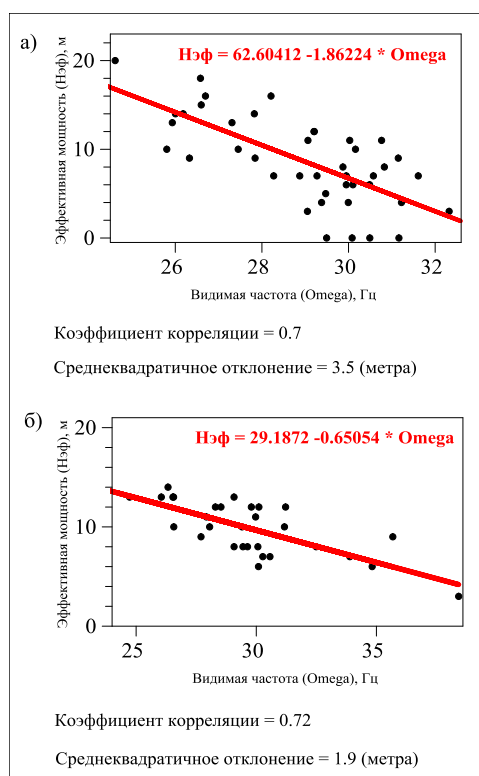 а)
Нэф = 62.60412 -1.86224 * Omega
Эффективная мощность (Нэф), м
20
10
0
26 28 30 32
Видимая частота (Omega), Гц
Коэффициент корреляции = 0.7
Среднеквадратичное отклонение = 3.5 (метра)
б)
Нэф = 29.1872 -0.65054 * Omega
Эффективная мощность (Нэф), м
20
10
0
25 30 35
Видимая частота (Omega), Гц
Коэффициент корреляции = 0.72
Среднеквадратичное отклонение = 1.9 (метра)